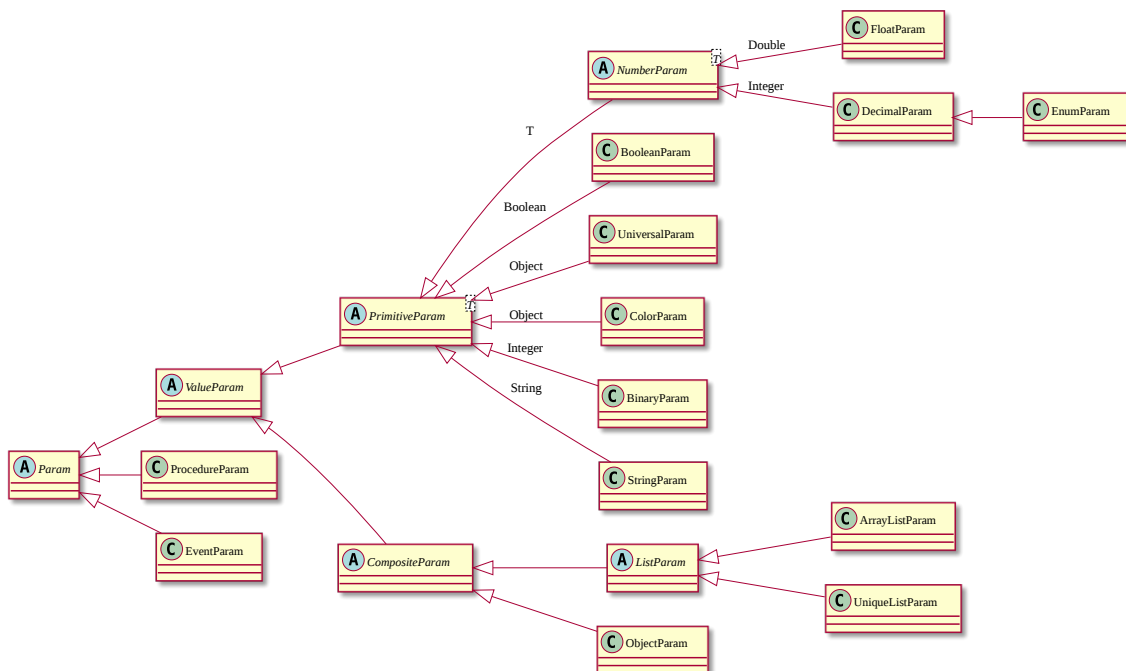 C FloatParam
Double
A NumberParam T
Integer
C DecimalParam
C EnumParam
T
C BooleanParam
Boolean
C UniversalParam
Object
A PrimitiveParam T
Object
C ColorParam
Integer
C BinaryParam
String
C StringParam
A ValueParam
A Param
C ProcedureParam
C EventParam
A CompositeParam
A ListParam
C ArrayListParam
C UniqueListParam
C ObjectParam